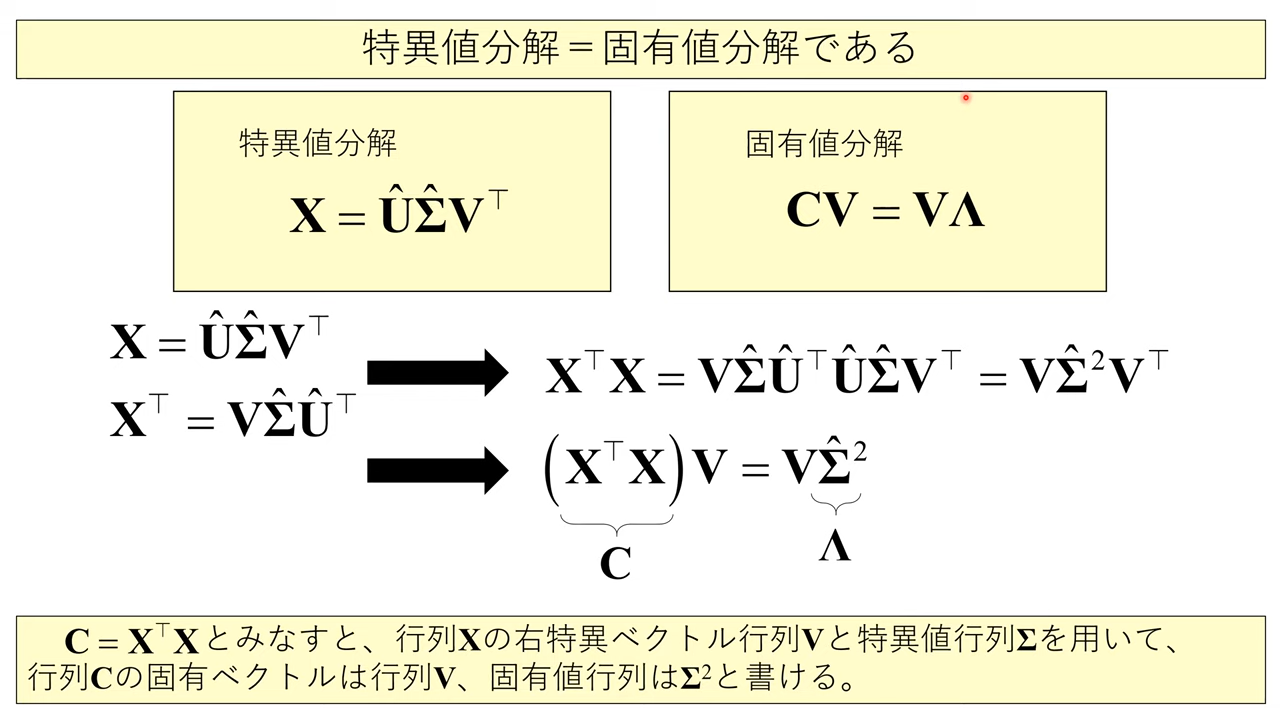 特異値分解＝固有値分解である
特異値分解
X = ÛΣ̂V⊤
固有値分解
CV = VΛ
X = ÛΣ̂V⊤
X⊤ = VΣ̂Û⊤
X⊤X = VΣ̂Û⊤ÛΣ̂V⊤ = VΣ̂²V⊤
(X⊤X)V = VΣ̂²
C
Λ
C = X⊤Xとみなすと、行列Xの右特異ベクトル行列Vと特異値行列Σを用いて、
行列Cの固有ベクトルは行列V、固有値行列はΣ²と書ける。